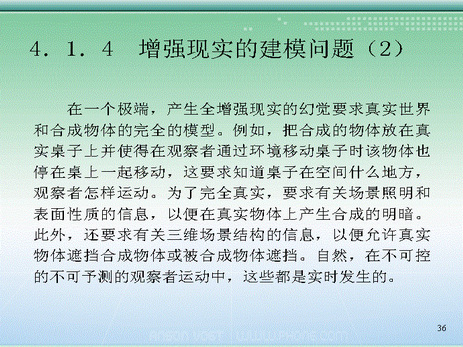 4．1．4 增强现实的建模问题（2）
在一个极端，产生全增强现实的幻觉要求真实世界
和合成物体的完全的模型。例如，把合成的物体放在真
实桌子上并使得在观察者通过环境移动桌子时该物体也
停在桌上一起移动，这要求知道桌子在空间什么地方，
观察者怎样运动。为了完全真实，要求有关场景照明和
表面性质的信息，以便在真实物体上产生合成的明暗。
此外，还要求有关三维场景结构的信息，以便允许真实
物体遮挡合成物体或被合成物体遮挡。自然，在不可控
的不可予测的观察者运动中，这些都是实时发生的。
36